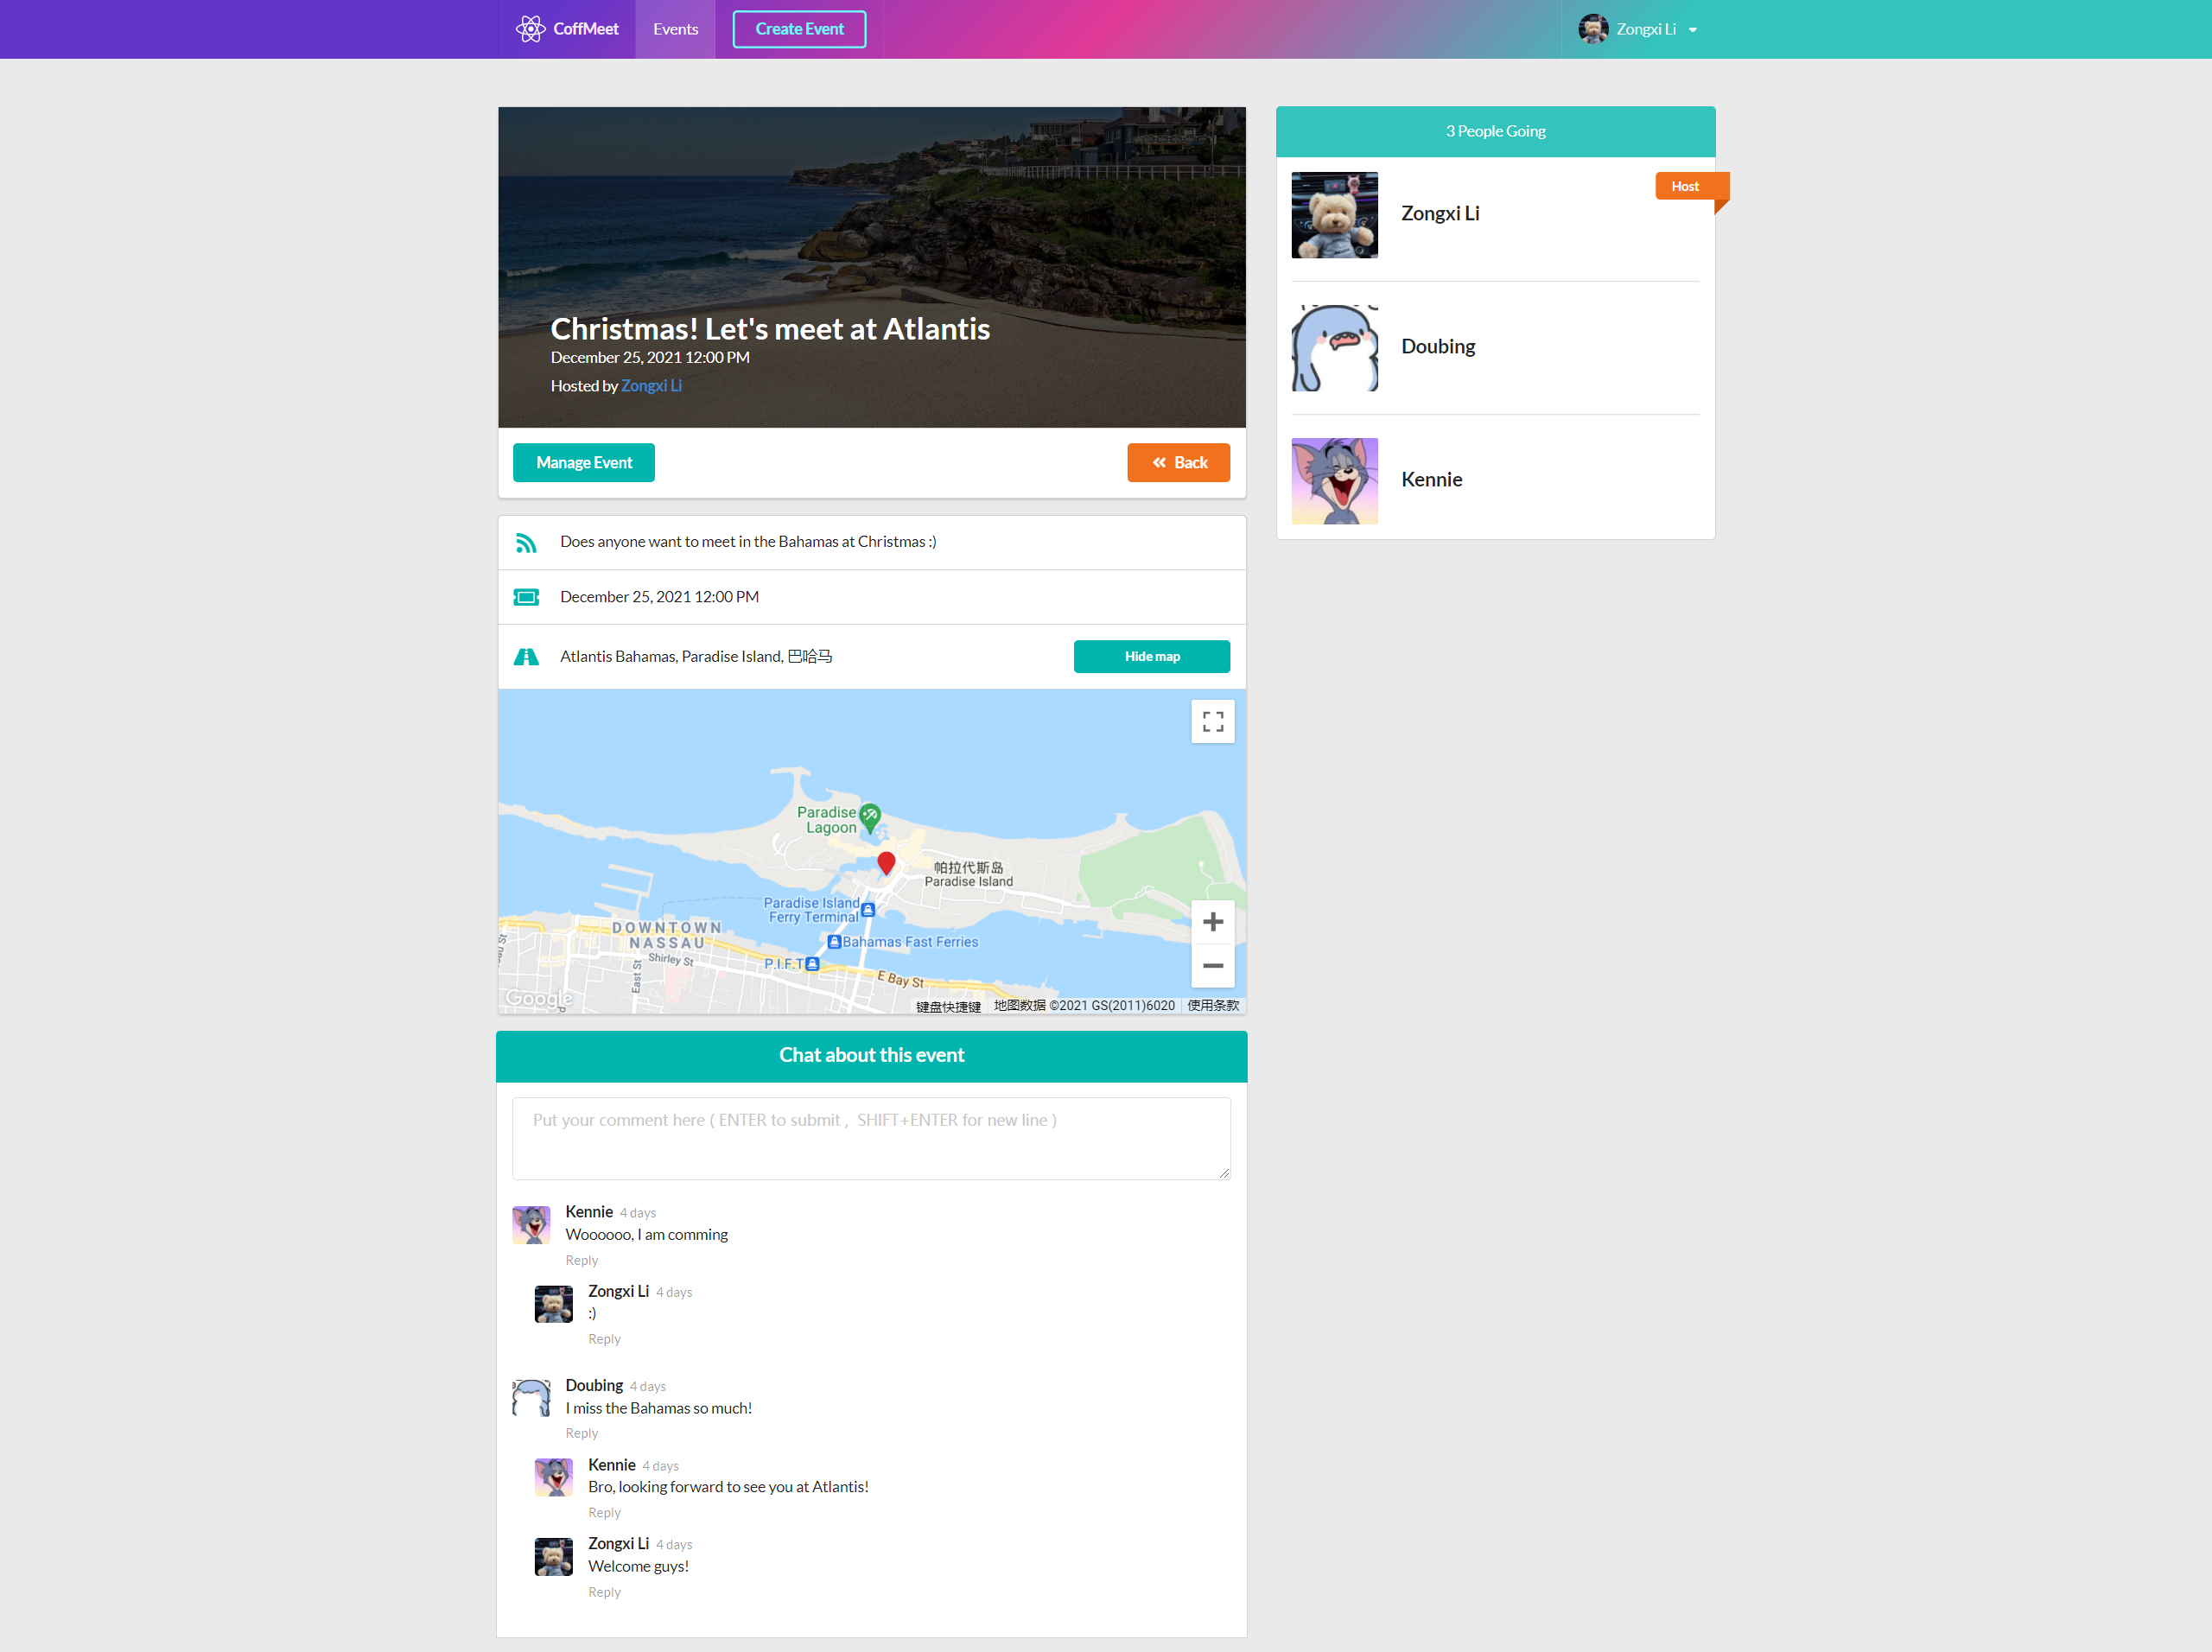 CoffMeet
Events
Create Event
Zongxi Li
Christmas! Let's meet at Atlantis
December 25, 2021 12:00 PM
Hosted by Zongxi Li
Manage Event
Back
3 People Going
Host
Zongxi Li
Doubing
Kennie
Does anyone want to meet in the Bahamas at Christmas :)
December 25, 2021 12:00 PM
Atlantis Bahamas, Paradise Island, 巴哈马
Hide map
Paradise
Lagoon
帕拉代斯岛
Paradise Island
Paradise Island
Ferry Terminal
DOWNTOWN
NASSAU
Bahamas Fast Ferries
Shirley St
P.I.F.T
East St
E Bay St
Google
键盘快捷键
地图数据 ©2021 GS(2011)6020
使用条款
Chat about this event
Put your comment here ( ENTER to submit , SHIFT+ENTER for new line )
Kennie 4 days
Woooooo, I am comming
Reply
Zongxi Li 4 days
:)
Reply
Doubing 4 days
I miss the Bahamas so much!
Reply
Kennie 4 days
Bro, looking forward to see you at Atlantis!
Reply
Zongxi Li 4 days
Welcome guys!
Reply